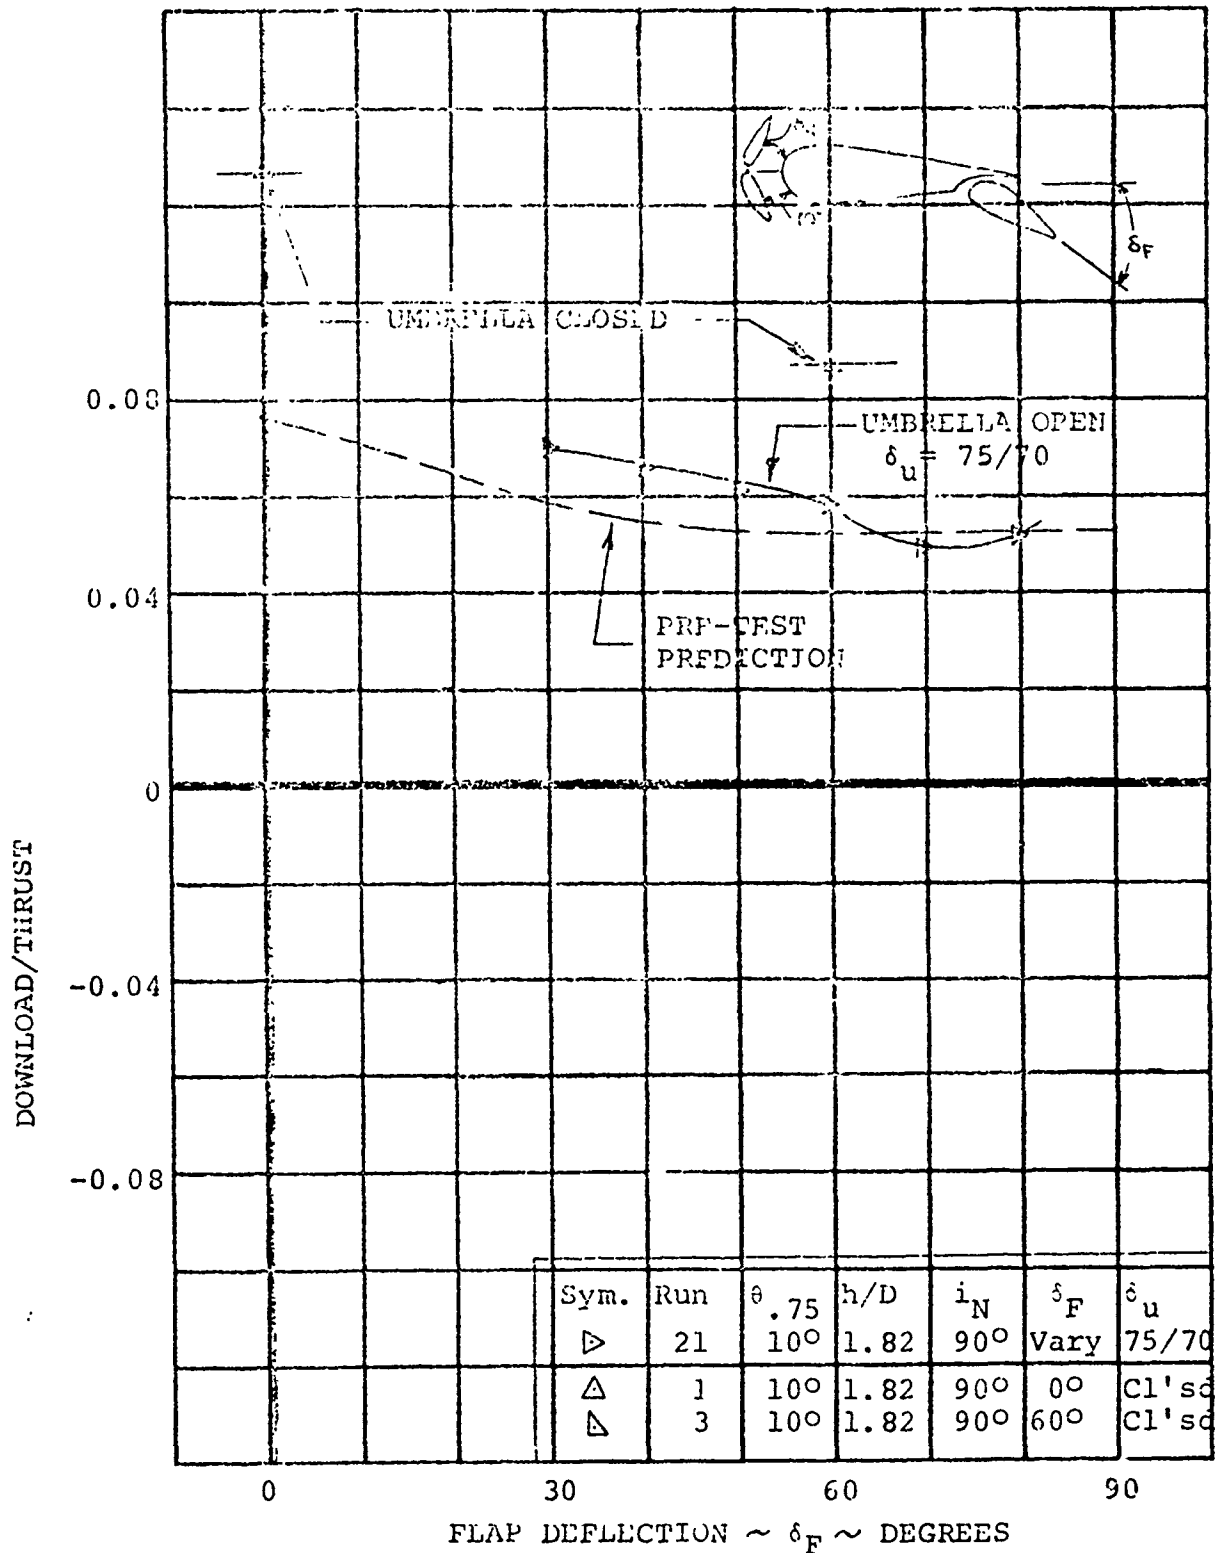 δF
UMBRELLA CLOSED
0.08
UMBRELLA OPEN
δu = 75/70
0.04
PRE-TEST
PREDICTION
0
DOWNLOAD/THRUST
-0.04
-0.08
Sym. Run θ.75 h/D iN δF δu
21 10° 1.82 90° Vary 75/70
1 10° 1.82 90° 0° Cl'sd
3 10° 1.82 90° 60° Cl'sd
0 30 60 90
FLAP DEFLECTION ~ δF ~ DEGREES